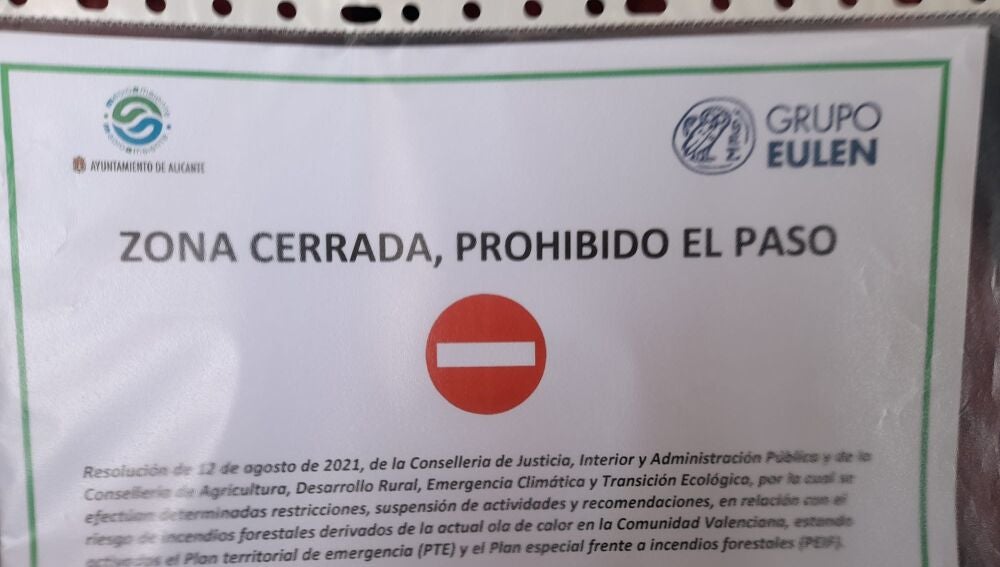 medioambiente
medioambiente
AYUNTAMIENTO DE ALICANTE
GRUPO
EULEN
ZONA CERRADA, PROHIBIDO EL PASO
Resolución de 12 de agosto de 2021, de la Conselleria de Justicia, Interior y Administración Pública y de la
Conselleria de Agricultura, Desarrollo Rural, Emergencia Climática y Transición Ecológica, por la cual se
efectúan determinadas restricciones, suspensión de actividades y recomendaciones, en relación con el
riesgo de incendios forestales derivados de la actual ola de calor en la Comunidad Valenciana, estando
activados el Plan territorial de emergencia (PTE) y el Plan especial frente a incendios forestales (PEIF).